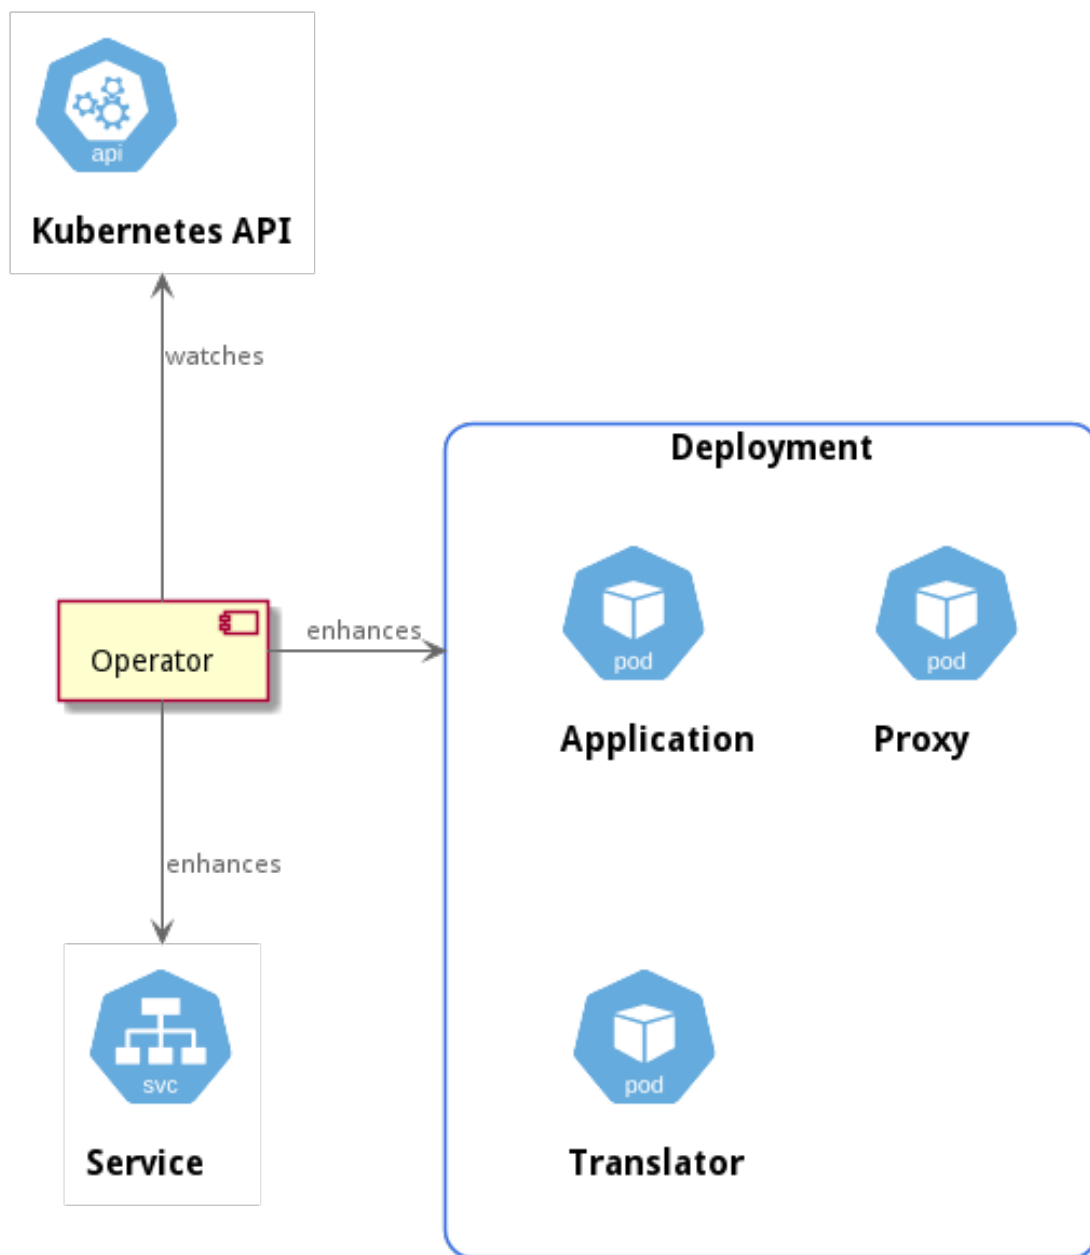 api
Kubernetes API
watches
Deployment
pod
pod
enhances
Operator
Application
Proxy
enhances
svc
pod
Service
Translator